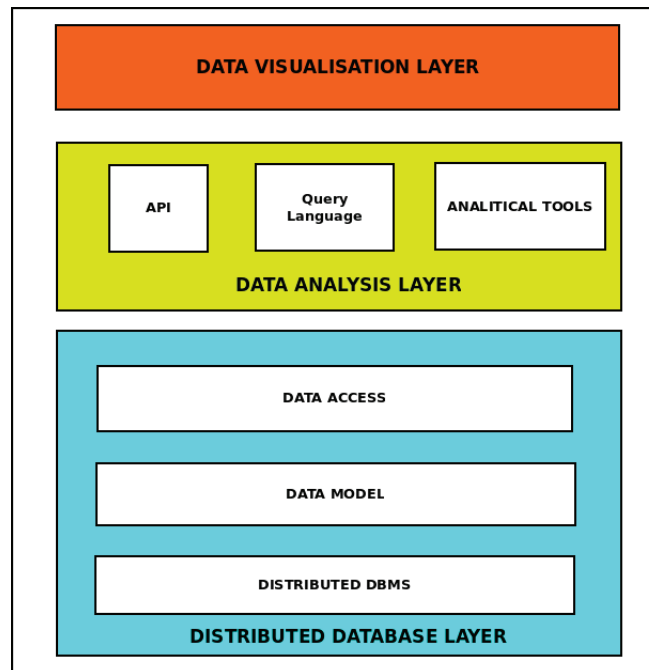 DATA VISUALISATION LAYER
API
Query
Language
ANALITICAL TOOLS
DATA ANALYSIS LAYER
DATA ACCESS
DATA MODEL
DISTRIBUTED DBMS
DISTRIBUTED DATABASE LAYER